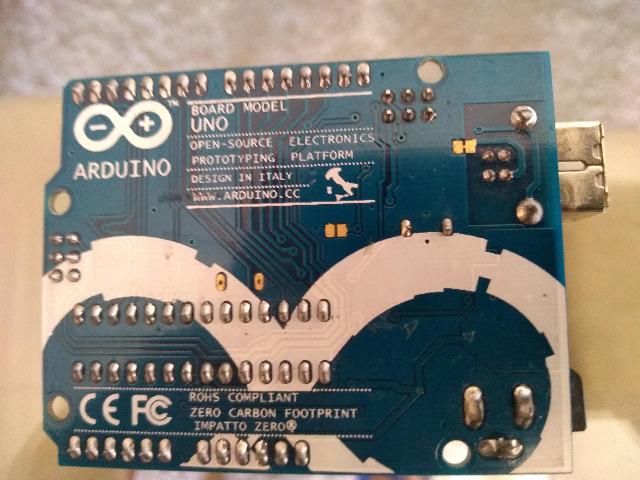 ARDUINO
TM
BOARD MODEL
UNO
OPEN-SOURCE ELECTRONICS
PROTOTYPING PLATFORM
DESIGN IN ITALY
www.ARDUINO.CC
CE FC
ROHS COMPLIANT
ZERO CARBON FOOTPRINT
IMPATTO ZERO®